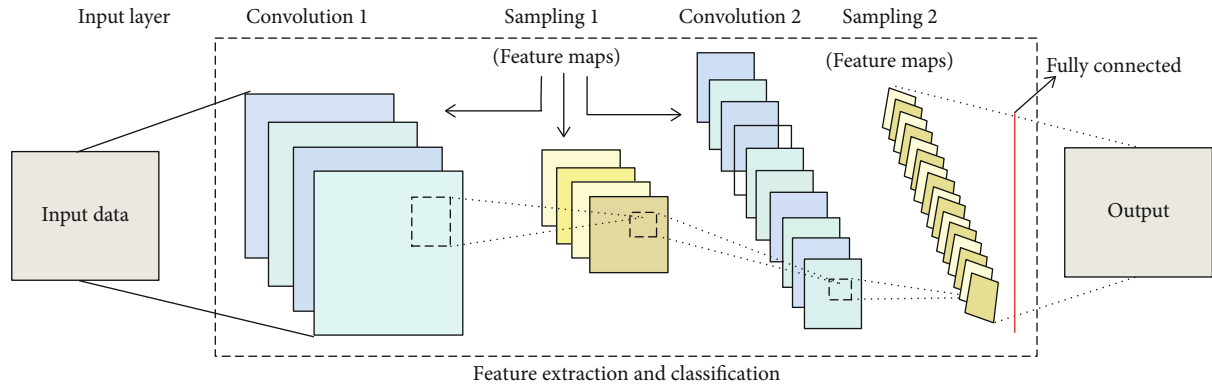 Input layer
Convolution 1
Sampling 1
Convolution 2
Sampling 2
(Feature maps)
(Feature maps)
Fully connected
Input data
Output
Feature extraction and classification